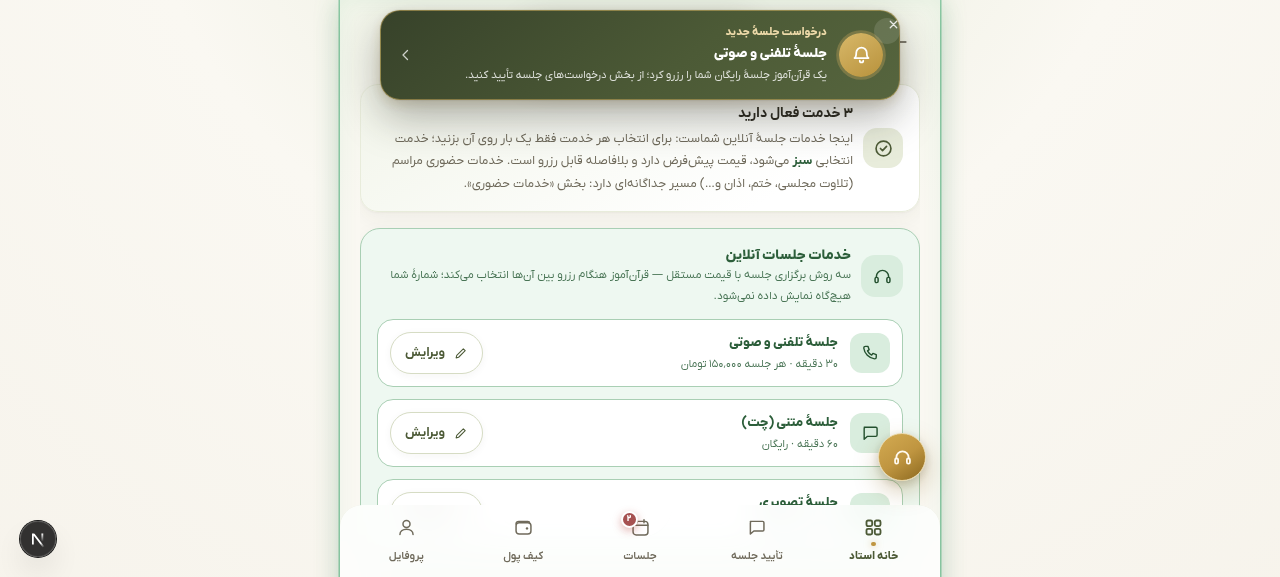 درخواست جلسهٔ جدید
جلسهٔ تلفنی و صوتی
یک قرآن‌آموز جلسهٔ رایگان شما را رزرو کرد؛ از بخش درخواست‌های جلسه تأیید کنید.
۳ خدمت فعال دارید
اینجا خدمات جلسهٔ آنلاین شماست: برای انتخاب هر خدمت فقط یک بار روی آن بزنید؛ خدمت
انتخابی سبز می‌شود، قیمت پیش‌فرض دارد و بلافاصله قابل رزرو است. خدمات حضوری مراسم
(تلاوت مجلسی، ختم، اذان و…) مسیر جداگانه‌ای دارد: بخش «خدمات حضوری».
خدمات جلسات آنلاین
سه روش برگزاری جلسه با قیمت مستقل — قرآن‌آموز هنگام رزرو بین آن‌ها انتخاب می‌کند؛ شمارهٔ شما
هیچ‌گاه نمایش داده نمی‌شود.
جلسهٔ تلفنی و صوتی
۳۰ دقیقه · هر جلسه ۱۵۰٬۰۰۰ تومان
ویرایش
جلسهٔ متنی (چت)
۶۰ دقیقه · رایگان
ویرایش
جلسهٔ تصویری
خانه استاد
تأیید جلسه
۲
جلسات
کیف پول
پروفایل
N